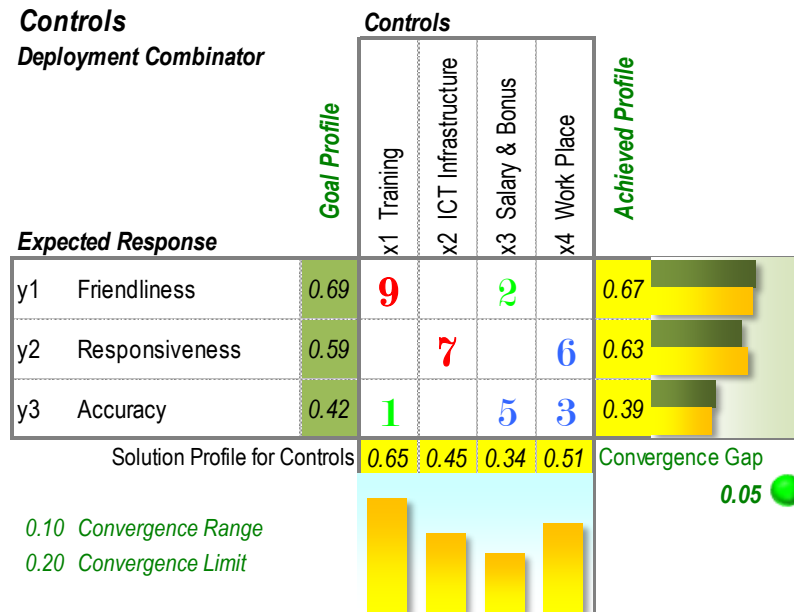 Controls Controls
Deployment Combinator
Goal Profile
x1 Training
x2 ICT Infrastructure
x3 Salary & Bonus
x4 Work Place
Achieved Profile
Expected Response
y1 Friendliness 0.69 9 2 0.67
y2 Responsiveness 0.59 7 6 0.63
y3 Accuracy 0.42 1 5 3 0.39
Solution Profile for Controls 0.65 0.45 0.34 0.51 Convergence Gap
0.05
0.10 Convergence Range
0.20 Convergence Limit